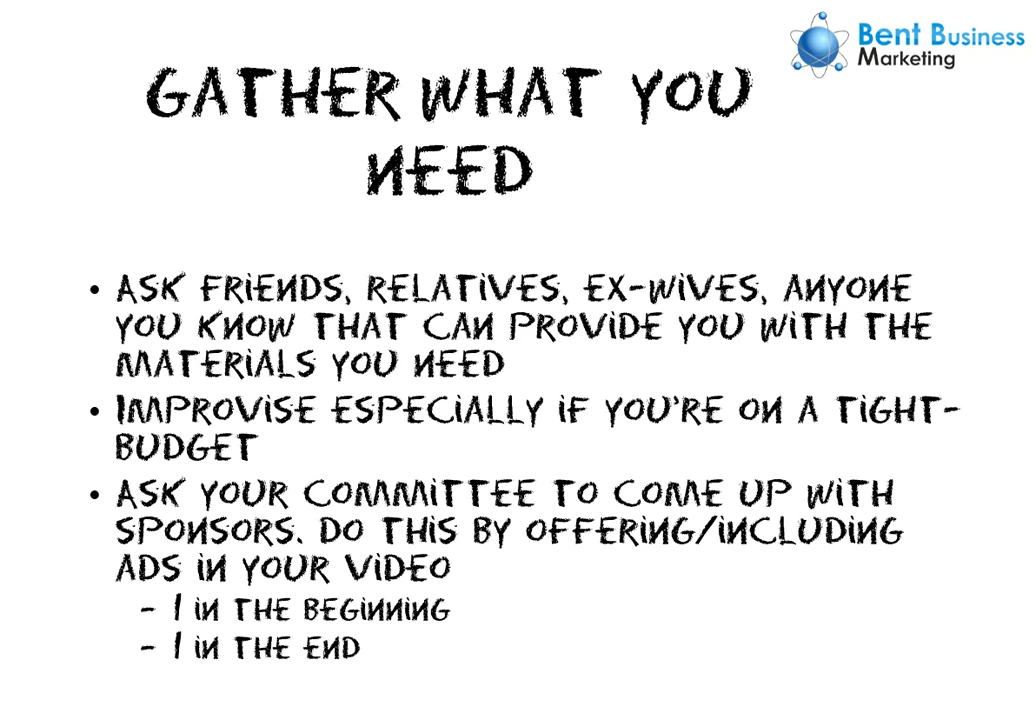 Bent Business
Marketing
GATHER WHAT YOU
NEED
• ASK FRIENDS, RELATIVES, EX-WIVES, ANYONE
YOU KNOW THAT CAN PROVIDE YOU WITH THE
MATERIALS YOU NEED
• IMPROVISE ESPECIALLY IF YOU'RE ON A TIGHT-
BUDGET
• ASK YOUR COMMITTEE TO COME UP WITH
SPONSORS. DO THIS BY OFFERING/INCLUDING
ADS IN YOUR VIDEO
- 1 IN THE BEGINNING
- 1 IN THE END